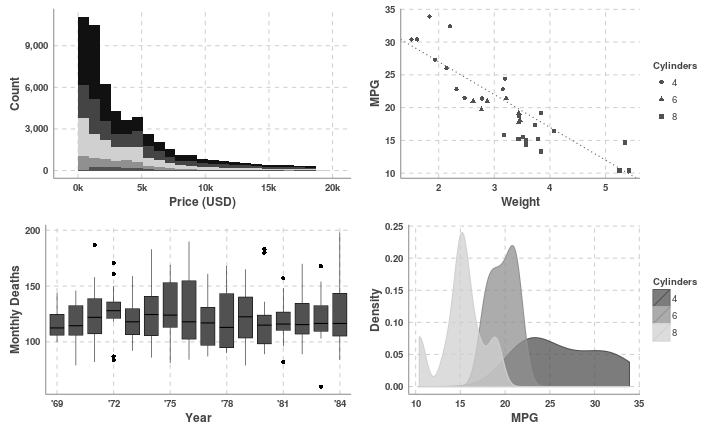 Count
9,000
6,000
3,000
0
0k 5k 10k 15k 20k
Price (USD)
MPG
35
30
25
20
15
10
2 3 4 5
Weight
Cylinders
4
6
8
Monthly Deaths
200
150
100
'69 '72 '75 '78 '81 '84
Year
Density
0.25
0.20
0.15
0.10
0.05
0.00
10 15 20 25 30 35
MPG
Cylinders
4
6
8